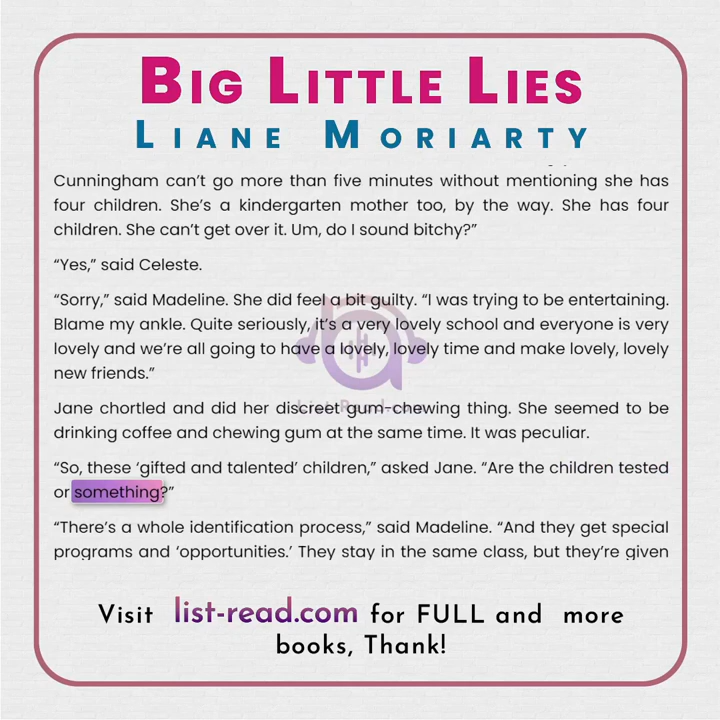 BIG LITTLE LIES
LIANE MORIARTY
Cunningham can’t go more than five minutes without mentioning she has
four children. She’s a kindergarten mother too, by the way. She has four
children. She can’t get over it. Um, do I sound bitchy?”
“Yes,” said Celeste.
“Sorry,” said Madeline. She did feel a bit guilty. “I was trying to be entertaining.
Blame my ankle. Quite seriously, it’s a very lovely school and everyone is very
lovely and we’re all going to have a lovely, lovely time and make lovely, lovely
new friends.”
Jane chortled and did her discreet gum-chewing thing. She seemed to be
drinking coffee and chewing gum at the same time. It was peculiar.
“So, these ‘gifted and talented’ children,” asked Jane. “Are the children tested
or something?”
“There’s a whole identification process,” said Madeline. “And they get special
programs and ‘opportunities.’ They stay in the same class, but they’re given
Visit list-read.com for FULL and more
books, Thank!